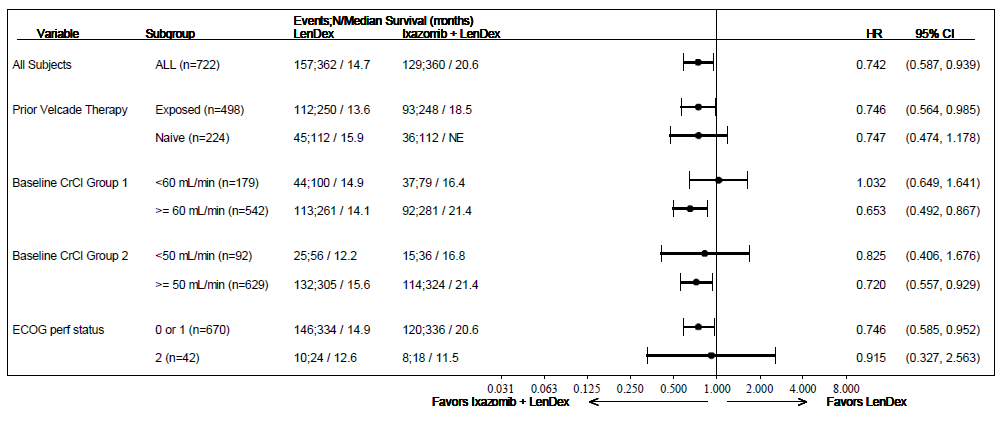 Events;N/Median Survival (months)
Variable Subgroup LenDex Ixazomib + LenDex HR 95% CI
All Subjects ALL (n=722) 157;362 / 14.7 129;360 / 20.6 0.742 (0.587, 0.939)
Prior Velcade Therapy Exposed (n=498) 112;250 / 13.6 93;248 / 18.5 0.746 (0.564, 0.985)
Naive (n=224) 45;112 / 15.9 36;112 / NE 0.747 (0.474, 1.178)
Baseline CrCl Group 1 <60 mL/min (n=179) 44;100 / 14.9 37;79 / 16.4 1.032 (0.649, 1.641)
>= 60 mL/min (n=542) 113;261 / 14.1 92;281 / 21.4 0.653 (0.492, 0.867)
Baseline CrCl Group 2 <50 mL/min (n=92) 25;56 / 12.2 15;36 / 16.8 0.825 (0.406, 1.676)
>= 50 mL/min (n=629) 132;305 / 15.6 114;324 / 21.4 0.720 (0.557, 0.929)
ECOG perf status 0 or 1 (n=670) 146;334 / 14.9 120;336 / 20.6 0.746 (0.585, 0.952)
2 (n=42) 10;24 / 12.6 8;18 / 11.5 0.915 (0.327, 2.563)
0.031 0.063 0.125 0.250 0.500 1.000 2.000 4.000 8.000
Favors Ixazomib + LenDex Favors LenDex